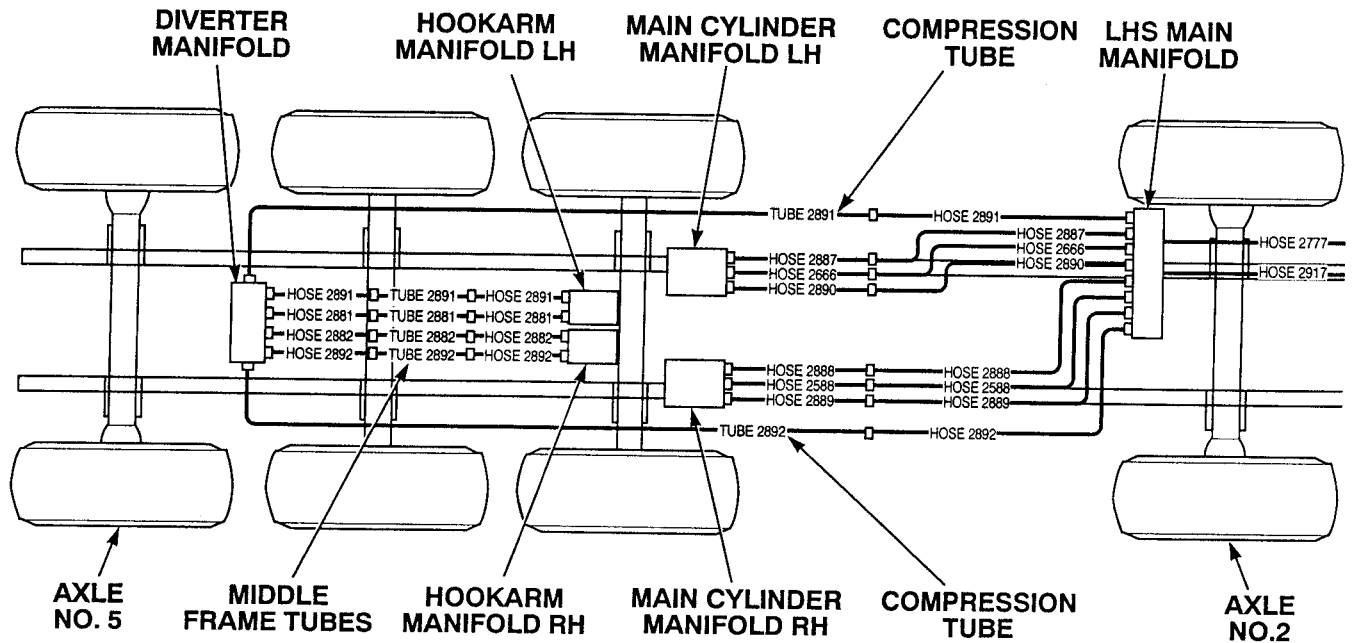 DIVERTER
MANIFOLD
HOOKARM
MANIFOLD LH
MAIN CYLINDER
MANIFOLD LH
COMPRESSION
TUBE
LHS MAIN
MANIFOLD
TUBE 2891
HOSE 2891
HOSE 2887
HOSE 2666
HOSE 2890
HOSE 2777
HOSE 2917
HOSE 2887
HOSE 2666
HOSE 2890
HOSE 2891
TUBE 2891
HOSE 2891
HOSE 2881
TUBE 2881
HOSE 2881
HOSE 2882
TUBE 2882
HOSE 2882
HOSE 2892
TUBE 2892
HOSE 2892
HOSE 2888
HOSE 2888
HOSE 2588
HOSE 2588
HOSE 2889
HOSE 2889
TUBE 2892
HOSE 2892
AXLE
NO. 5
MIDDLE
FRAME TUBES
HOOKARM
MANIFOLD RH
MAIN CYLINDER
MANIFOLD RH
COMPRESSION
TUBE
AXLE
NO.2